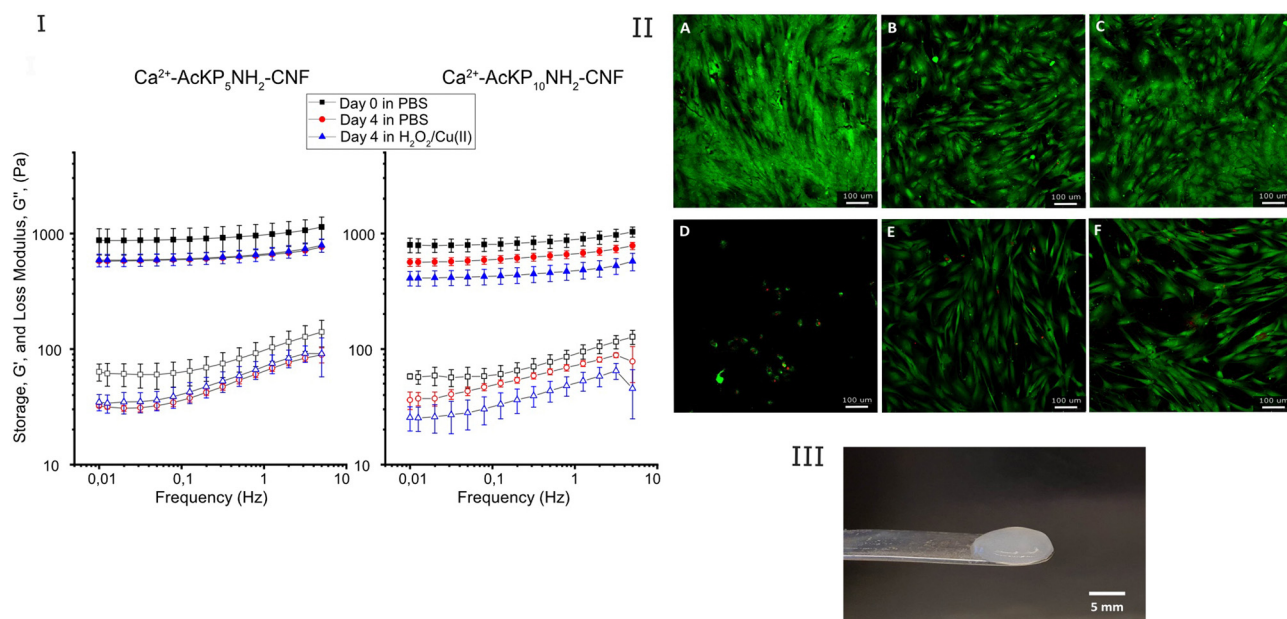 I
Ca²⁺-AcKP₅NH₂-CNF
Ca²⁺-AcKP₁₀NH₂-CNF
Day 0 in PBS
Day 4 in PBS
Day 4 in H₂O₂/Cu(II)
Storage, G', and Loss Modulus, G'', (Pa)
1000
100
10
0,01
0,1
1
10
Frequency (Hz)
1000
100
10
0,01
0,1
1
10
Frequency (Hz)
II
A
100 um
B
100 um
C
100 um
D
100 um
E
100 um
F
100 um
III
5 mm